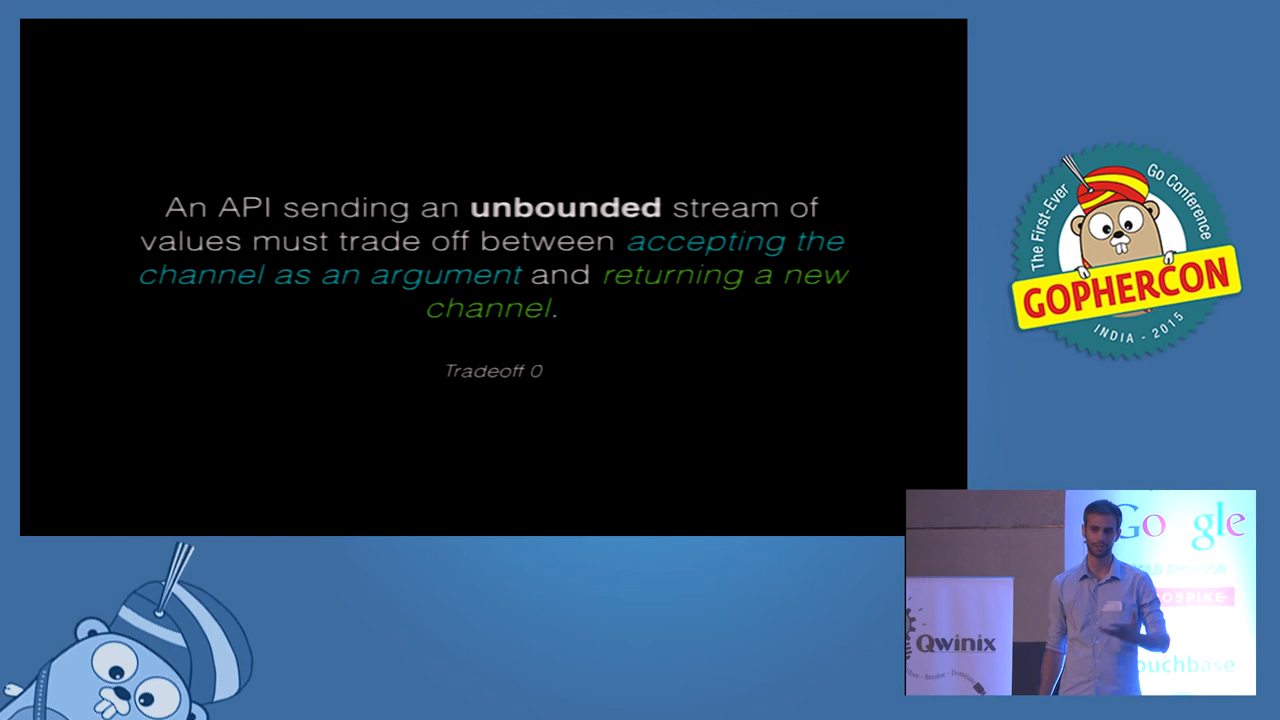 An API sending an unbounded stream of
values must trade off between accepting the
channel as an argument and returning a new
channel.
Tradeoff 0
The First-Ever
Go Conference
GOPHERCON
INDIA - 2015
Google
Qwinix